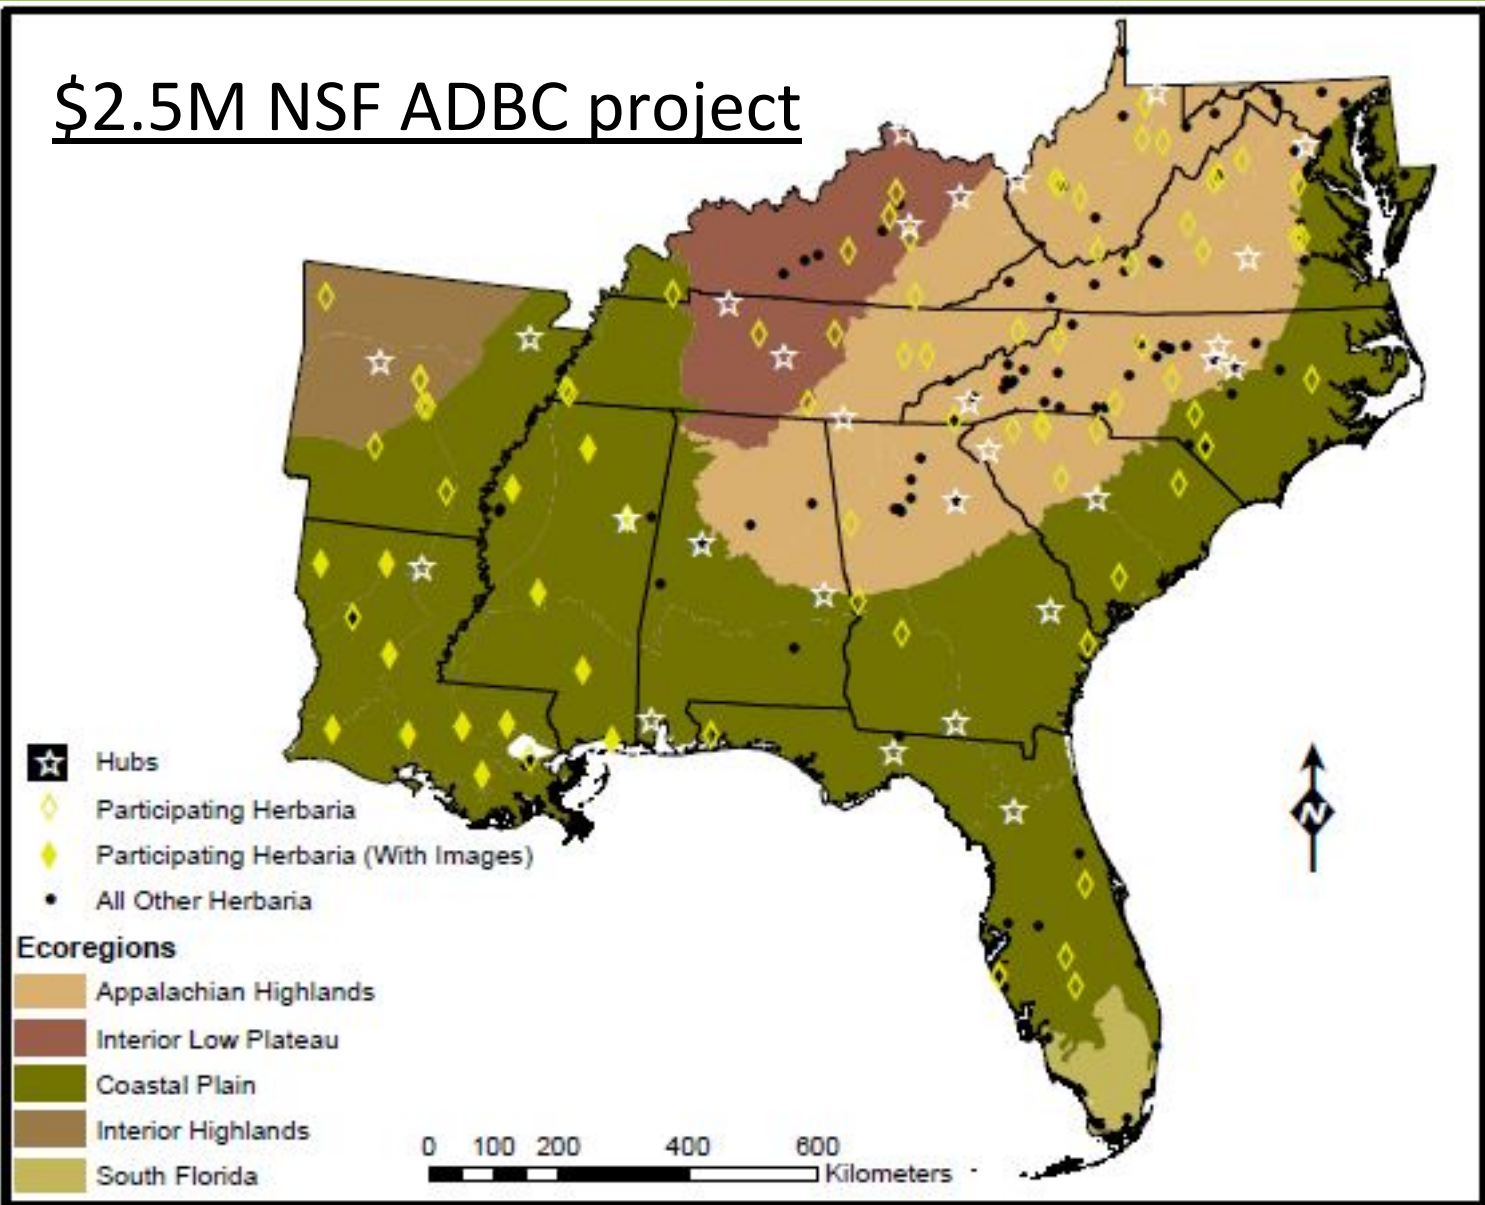 $2.5M NSF ADBC project
Hubs
Participating Herbaria
Participating Herbaria (With Images)
All Other Herbaria
Ecoregions
Appalachian Highlands
Interior Low Plateau
Coastal Plain
Interior Highlands
South Florida
0 100 200 400 600
Kilometers
N